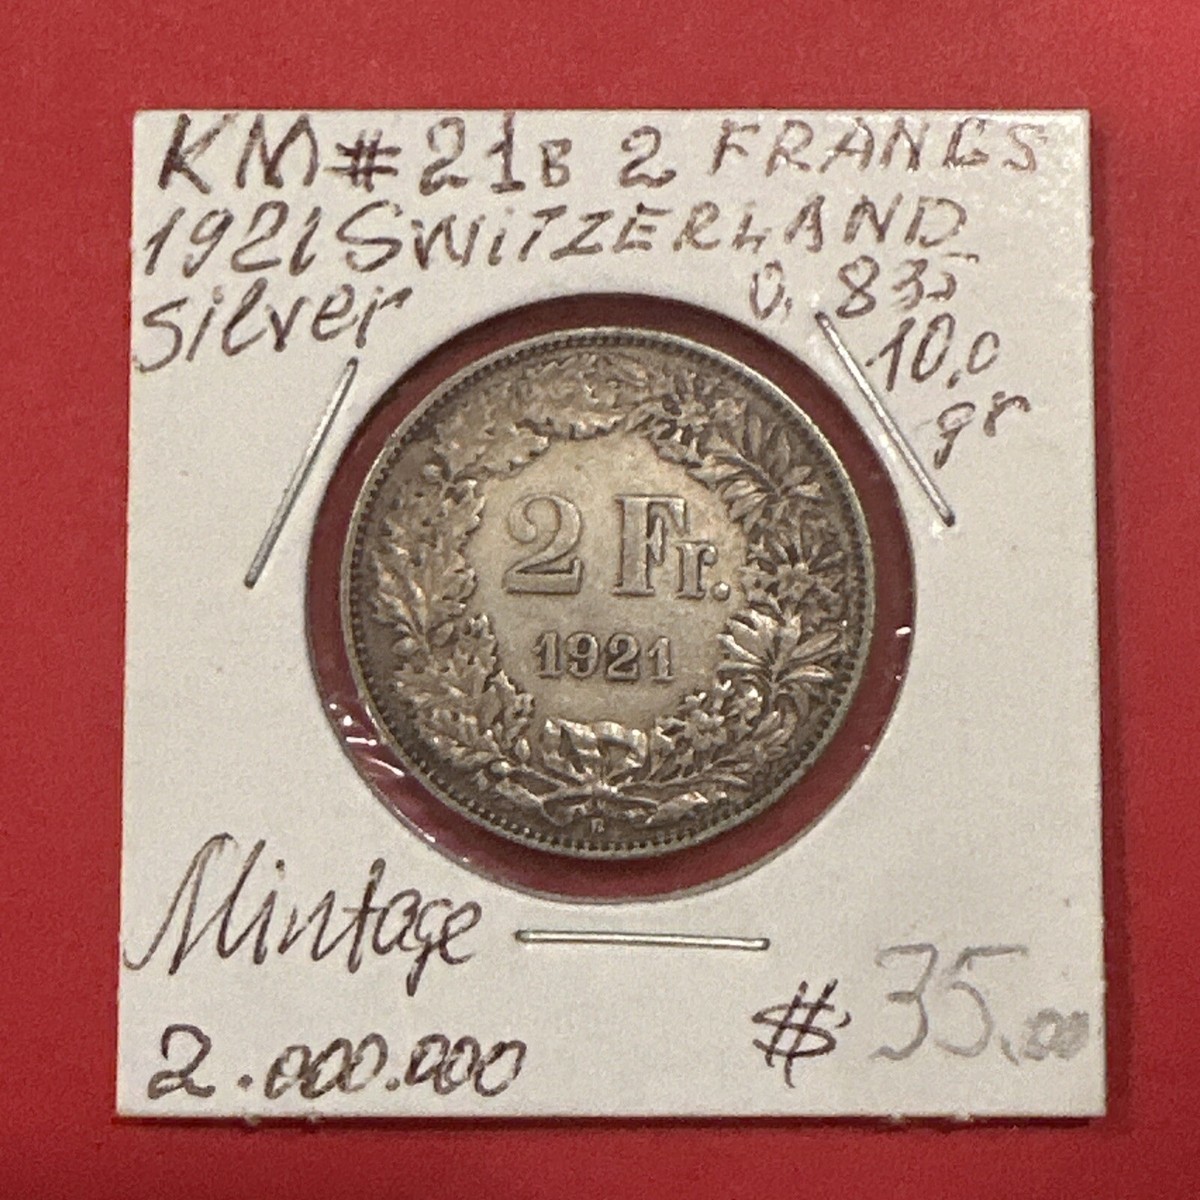 KM#21B 2 FRANCS
1921 SWiTZERLAND
Silver 0,835
10,0
gr
2 Fr.
1921
B
Mintage
2.000.000
$35.00